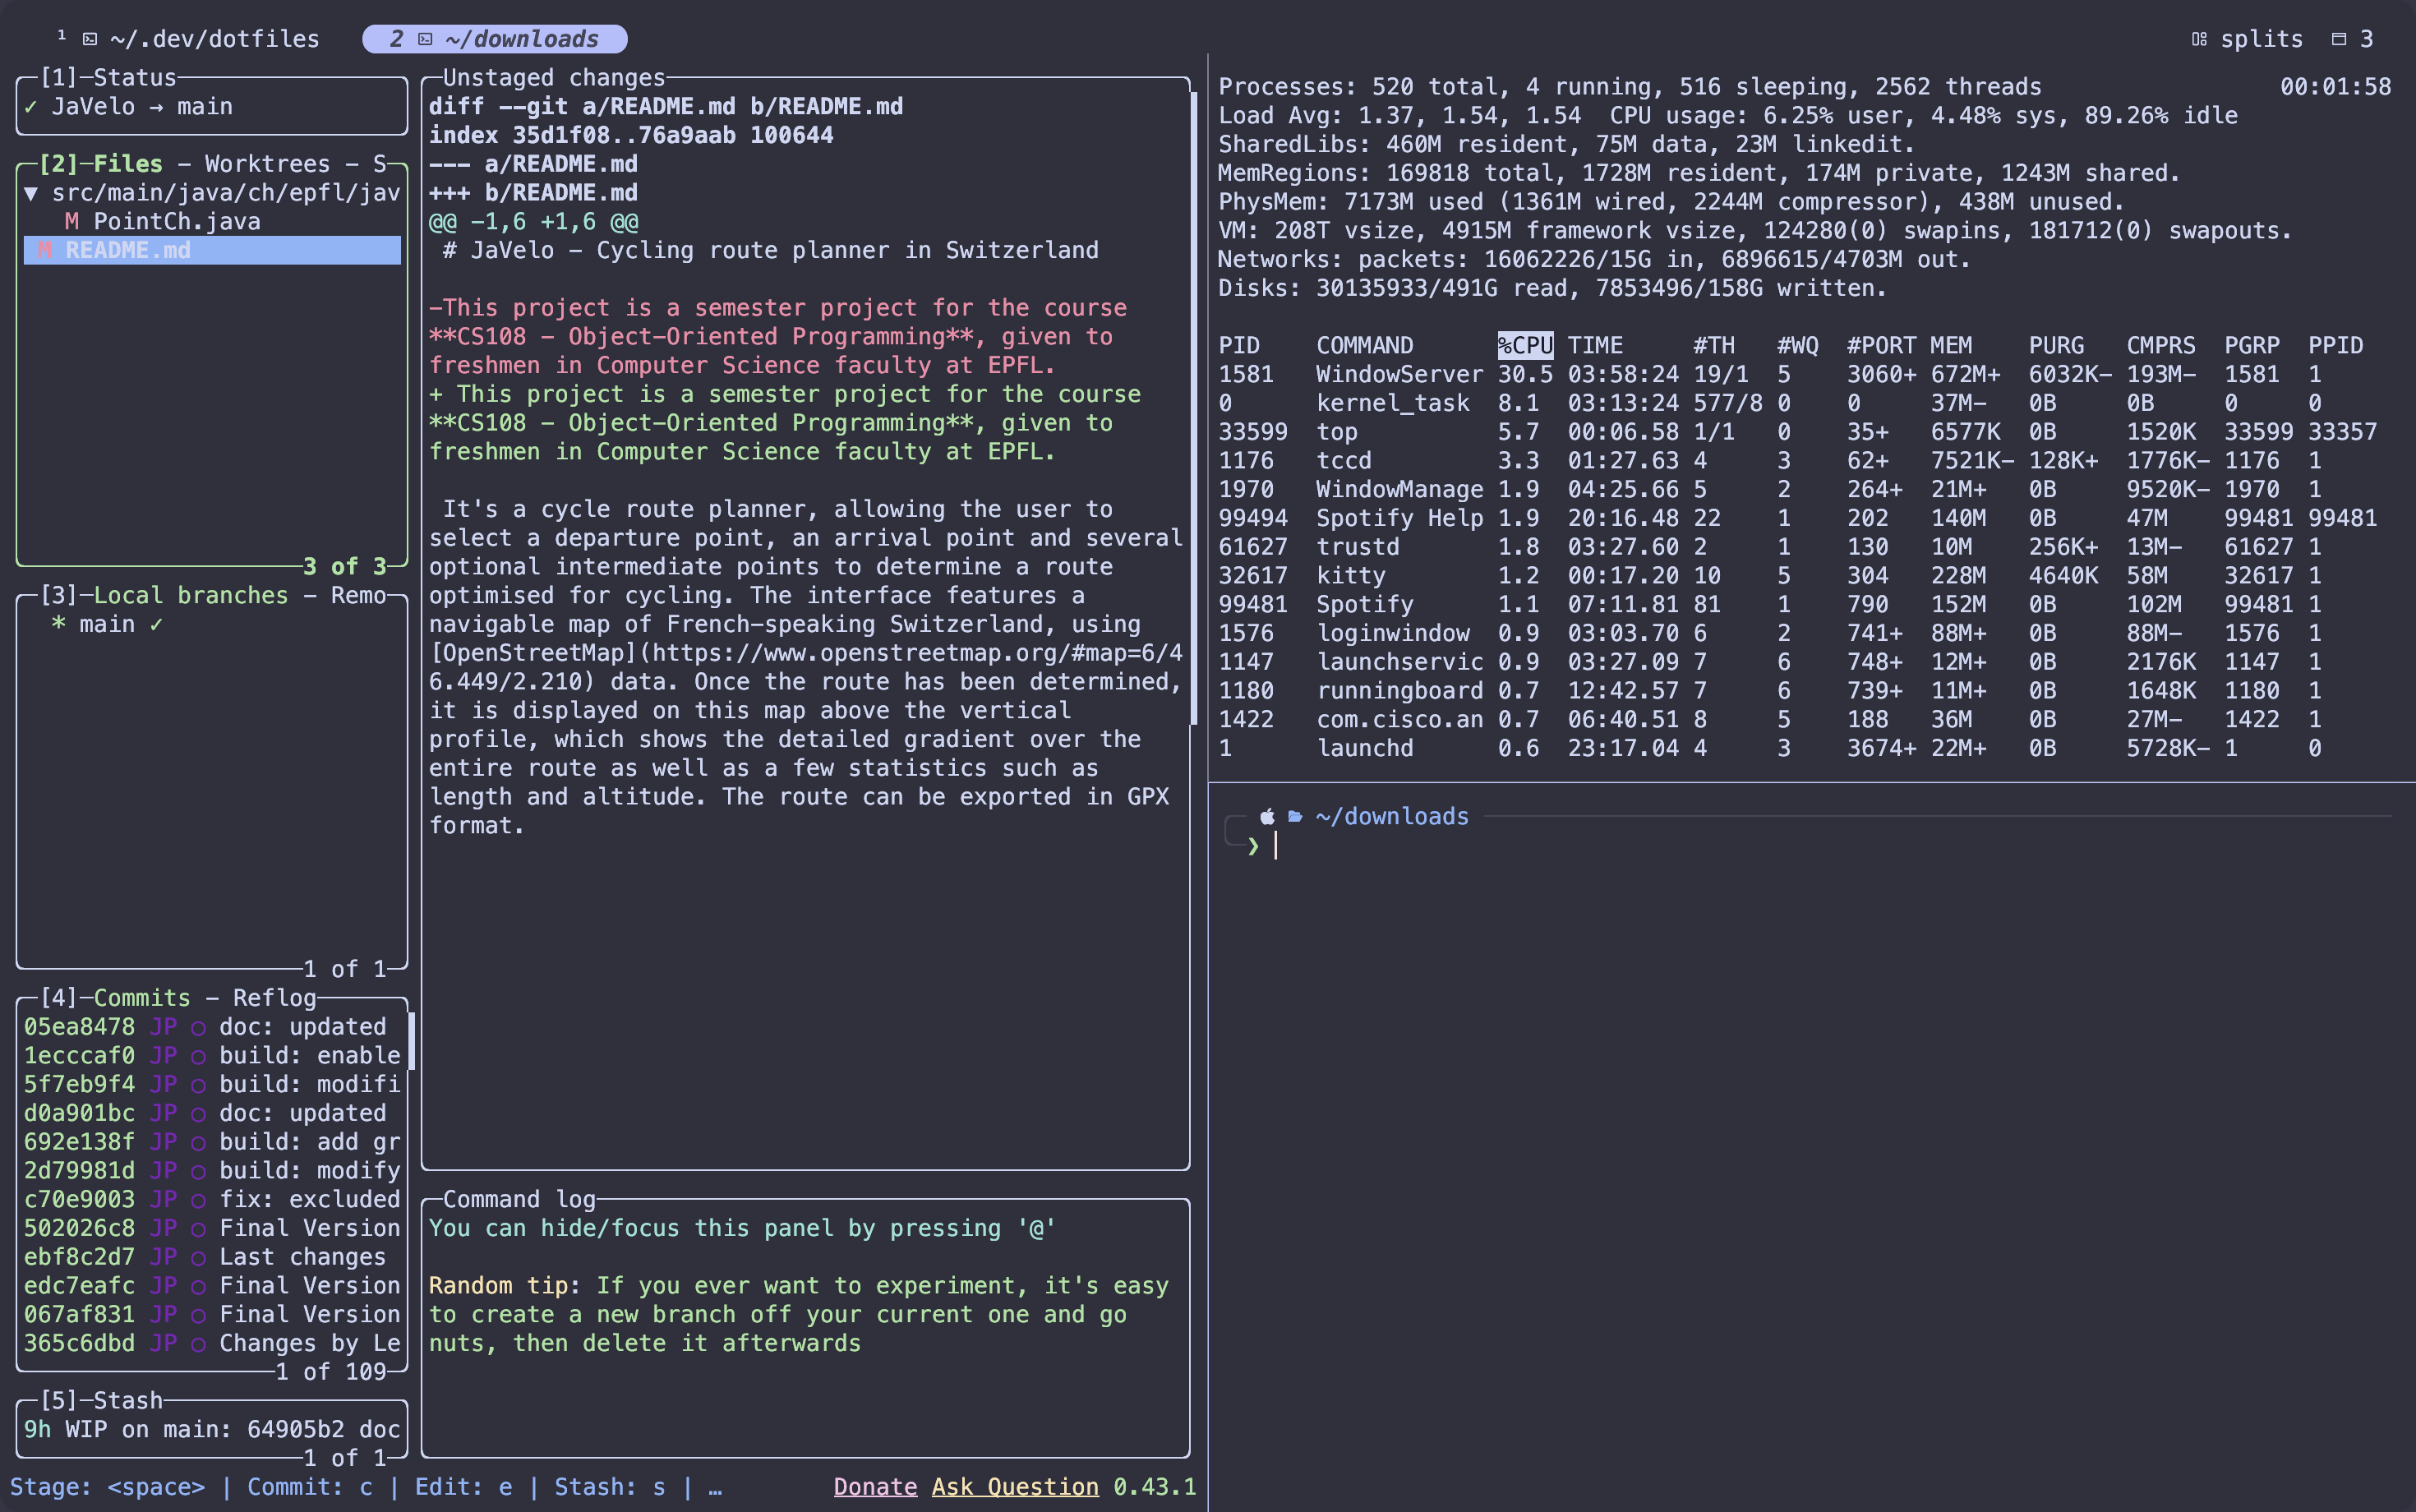 1 ~/.dev/dotfiles 2 ~/downloads splits 3
[1]-Status
✓ JaVelo → main
[2]-Files - Worktrees - S
▼ src/main/java/ch/epfl/jav
M PointCh.java
M README.md
3 of 3
[3]-Local branches - Remo
* main ✓
1 of 1
[4]-Commits - Reflog
05ea8478 JP ○ doc: updated
1ecccaf0 JP ○ build: enable
5f7eb9f4 JP ○ build: modifi
d0a901bc JP ○ doc: updated
692e138f JP ○ build: add gr
2d79981d JP ○ build: modify
c70e9003 JP ○ fix: excluded
502026c8 JP ○ Final Version
ebf8c2d7 JP ○ Last changes
edc7eafc JP ○ Final Version
067af831 JP ○ Final Version
365c6dbd JP ○ Changes by Le
1 of 109
[5]-Stash
9h WIP on main: 64905b2 doc
1 of 1
Unstaged changes
diff --git a/README.md b/README.md
index 35d1f08..76a9aab 100644
--- a/README.md
+++ b/README.md
@@ -1,6 +1,6 @@
# JaVelo - Cycling route planner in Switzerland
-This project is a semester project for the course
**CS108 - Object-Oriented Programming**, given to
freshmen in Computer Science faculty at EPFL.
+ This project is a semester project for the course
**CS108 - Object-Oriented Programming**, given to
freshmen in Computer Science faculty at EPFL.
It's a cycle route planner, allowing the user to
select a departure point, an arrival point and several
optional intermediate points to determine a route
optimised for cycling. The interface features a
navigable map of French-speaking Switzerland, using
[OpenStreetMap](https://www.openstreetmap.org/#map=6/4
6.449/2.210) data. Once the route has been determined,
it is displayed on this map above the vertical
profile, which shows the detailed gradient over the
entire route as well as a few statistics such as
length and altitude. The route can be exported in GPX
format.
Command log
You can hide/focus this panel by pressing '@'
Random tip: If you ever want to experiment, it's easy
to create a new branch off your current one and go
nuts, then delete it afterwards
Stage: <space> | Commit: c | Edit: e | Stash: s | … Donate Ask Question 0.43.1
Processes: 520 total, 4 running, 516 sleeping, 2562 threads 00:01:58
Load Avg: 1.37, 1.54, 1.54 CPU usage: 6.25% user, 4.48% sys, 89.26% idle
SharedLibs: 460M resident, 75M data, 23M linkedit.
MemRegions: 169818 total, 1728M resident, 174M private, 1243M shared.
PhysMem: 7173M used (1361M wired, 2244M compressor), 438M unused.
VM: 208T vsize, 4915M framework vsize, 124280(0) swapins, 181712(0) swapouts.
Networks: packets: 16062226/15G in, 6896615/4703M out.
Disks: 30135933/491G read, 7853496/158G written.
PID COMMAND %CPU TIME #TH #WQ #PORT MEM PURG CMPRS PGRP PPID
1581 WindowServer 30.5 03:58:24 19/1 5 3060+ 672M+ 6032K- 193M- 1581 1
0 kernel_task 8.1 03:13:24 577/8 0 0 37M- 0B 0B 0 0
33599 top 5.7 00:06.58 1/1 0 35+ 6577K 0B 1520K 33599 33357
1176 tccd 3.3 01:27.63 4 3 62+ 7521K- 128K+ 1776K- 1176 1
1970 WindowManage 1.9 04:25.66 5 2 264+ 21M+ 0B 9520K- 1970 1
99494 Spotify Help 1.9 20:16.48 22 1 202 140M 0B 47M 99481 99481
61627 trustd 1.8 03:27.60 2 1 130 10M 256K+ 13M- 61627 1
32617 kitty 1.2 00:17.20 10 5 304 228M 4640K 58M 32617 1
99481 Spotify 1.1 07:11.81 81 1 790 152M 0B 102M 99481 1
1576 loginwindow 0.9 03:03.70 6 2 741+ 88M+ 0B 88M- 1576 1
1147 launchservic 0.9 03:27.09 7 6 748+ 12M+ 0B 2176K 1147 1
1180 runningboard 0.7 12:42.57 7 6 739+ 11M+ 0B 1648K 1180 1
1422 com.cisco.an 0.7 06:40.51 8 5 188 36M 0B 27M- 1422 1
1 launchd 0.6 23:17.04 4 3 3674+ 22M+ 0B 5728K- 1 0
~/downloads
❯